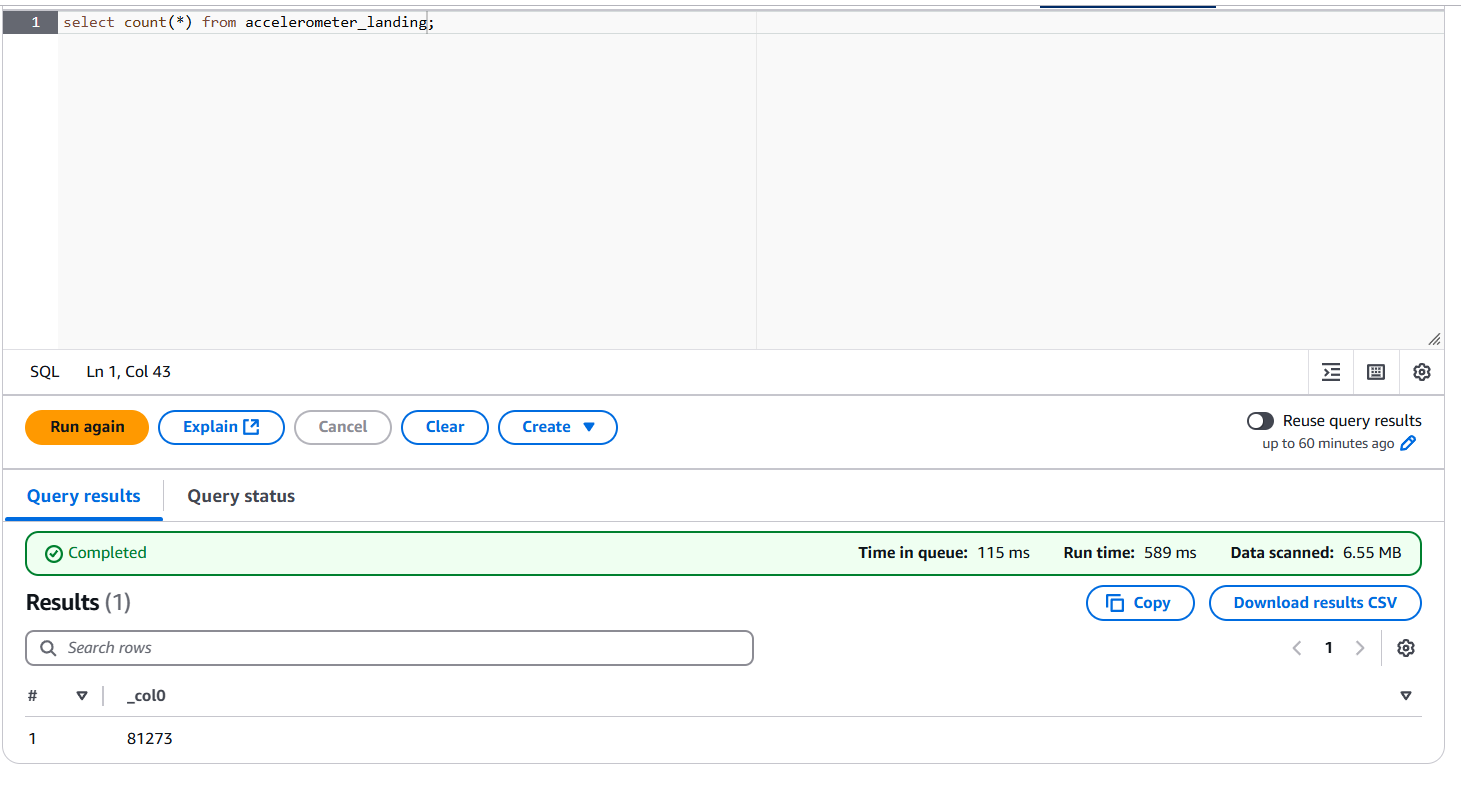 1 select count(*) from accelerometer_landing;
SQL Ln 1, Col 43
Run again Explain Cancel Clear Create Reuse query results
up to 60 minutes ago
Query results Query status
Completed Time in queue: 115 ms Run time: 589 ms Data scanned: 6.55 MB
Results (1) Copy Download results CSV
Search rows 1
# _col0
1 81273